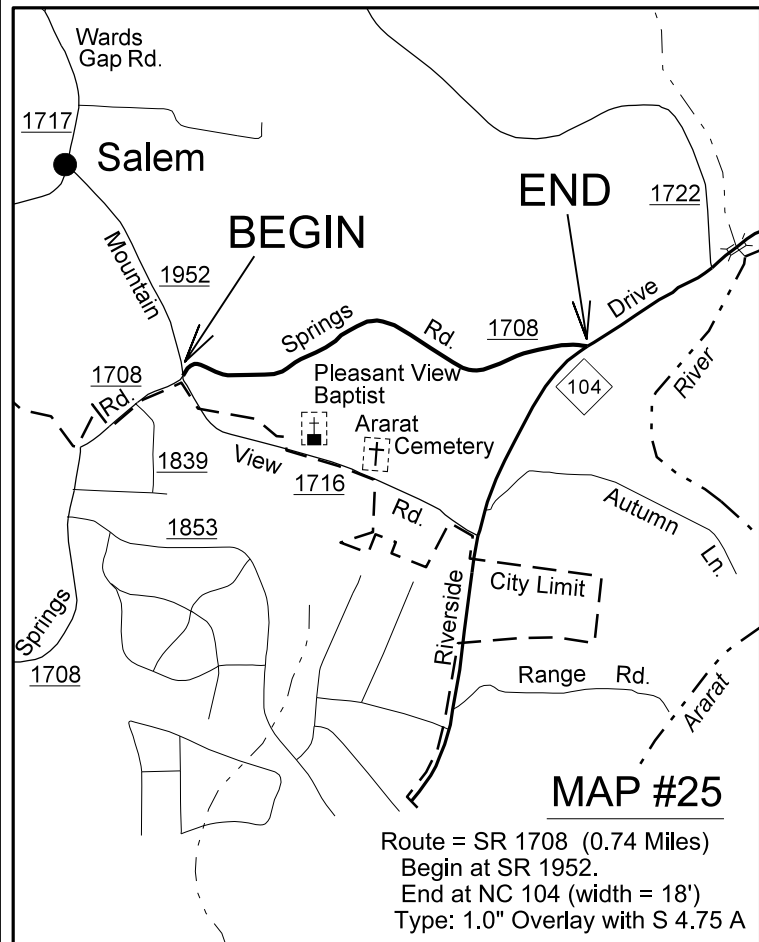 Wards
Gap Rd.
1717
Salem
END
1722
BEGIN
Mountain
1952
Drive
Springs
Rd.
1708
1708
Rd.
Pleasant View
Baptist
104
River
Ararat
Cemetery
1839
View
1716
Rd.
Autumn
Ln.
1853
City Limit
Riverside
Springs
1708
Range Rd.
Ararat
MAP #25
Route = SR 1708 (0.74 Miles)
Begin at SR 1952.
End at NC 104 (width = 18')
Type: 1.0" Overlay with S 4.75 A